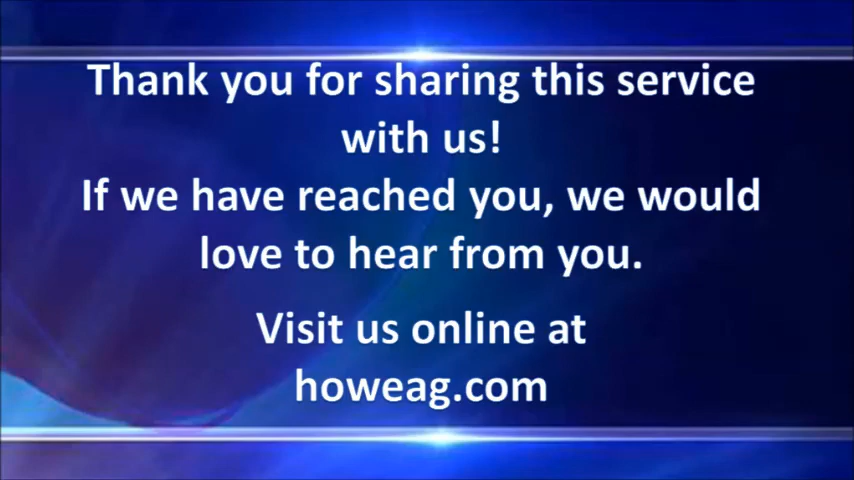 Thank you for sharing this service
with us!
If we have reached you, we would
love to hear from you.
Visit us online at
howeag.com